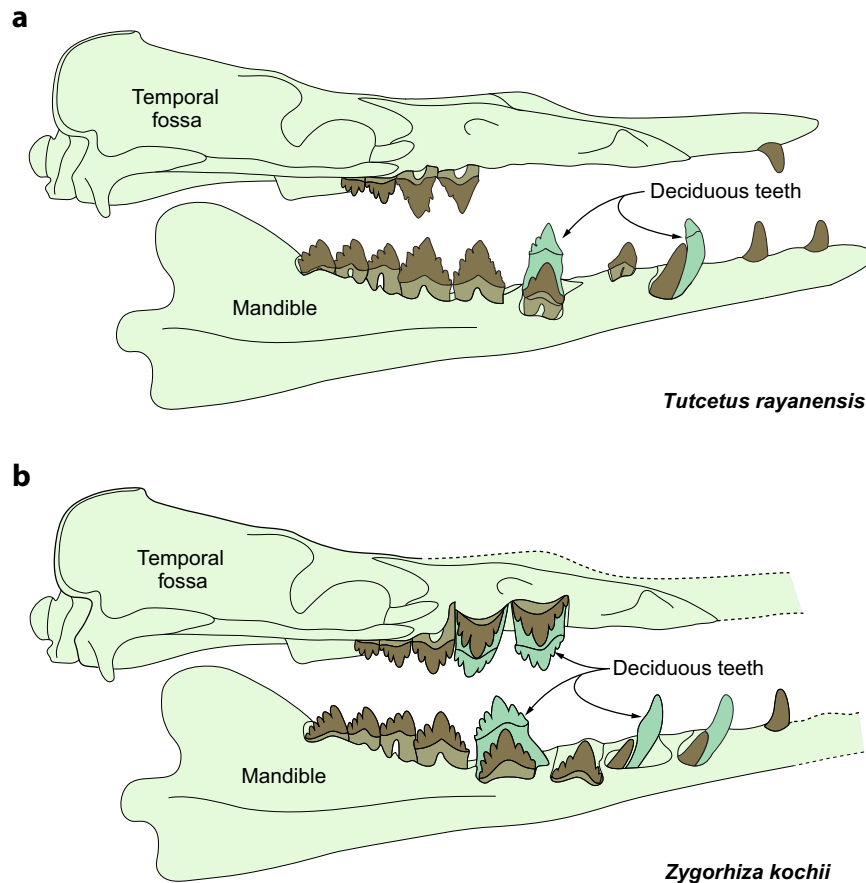 a
Temporal
fossa
Deciduous teeth
Mandible
Tutcetus rayanensis
b
Temporal
fossa
Deciduous teeth
Mandible
Zygorhiza kochii